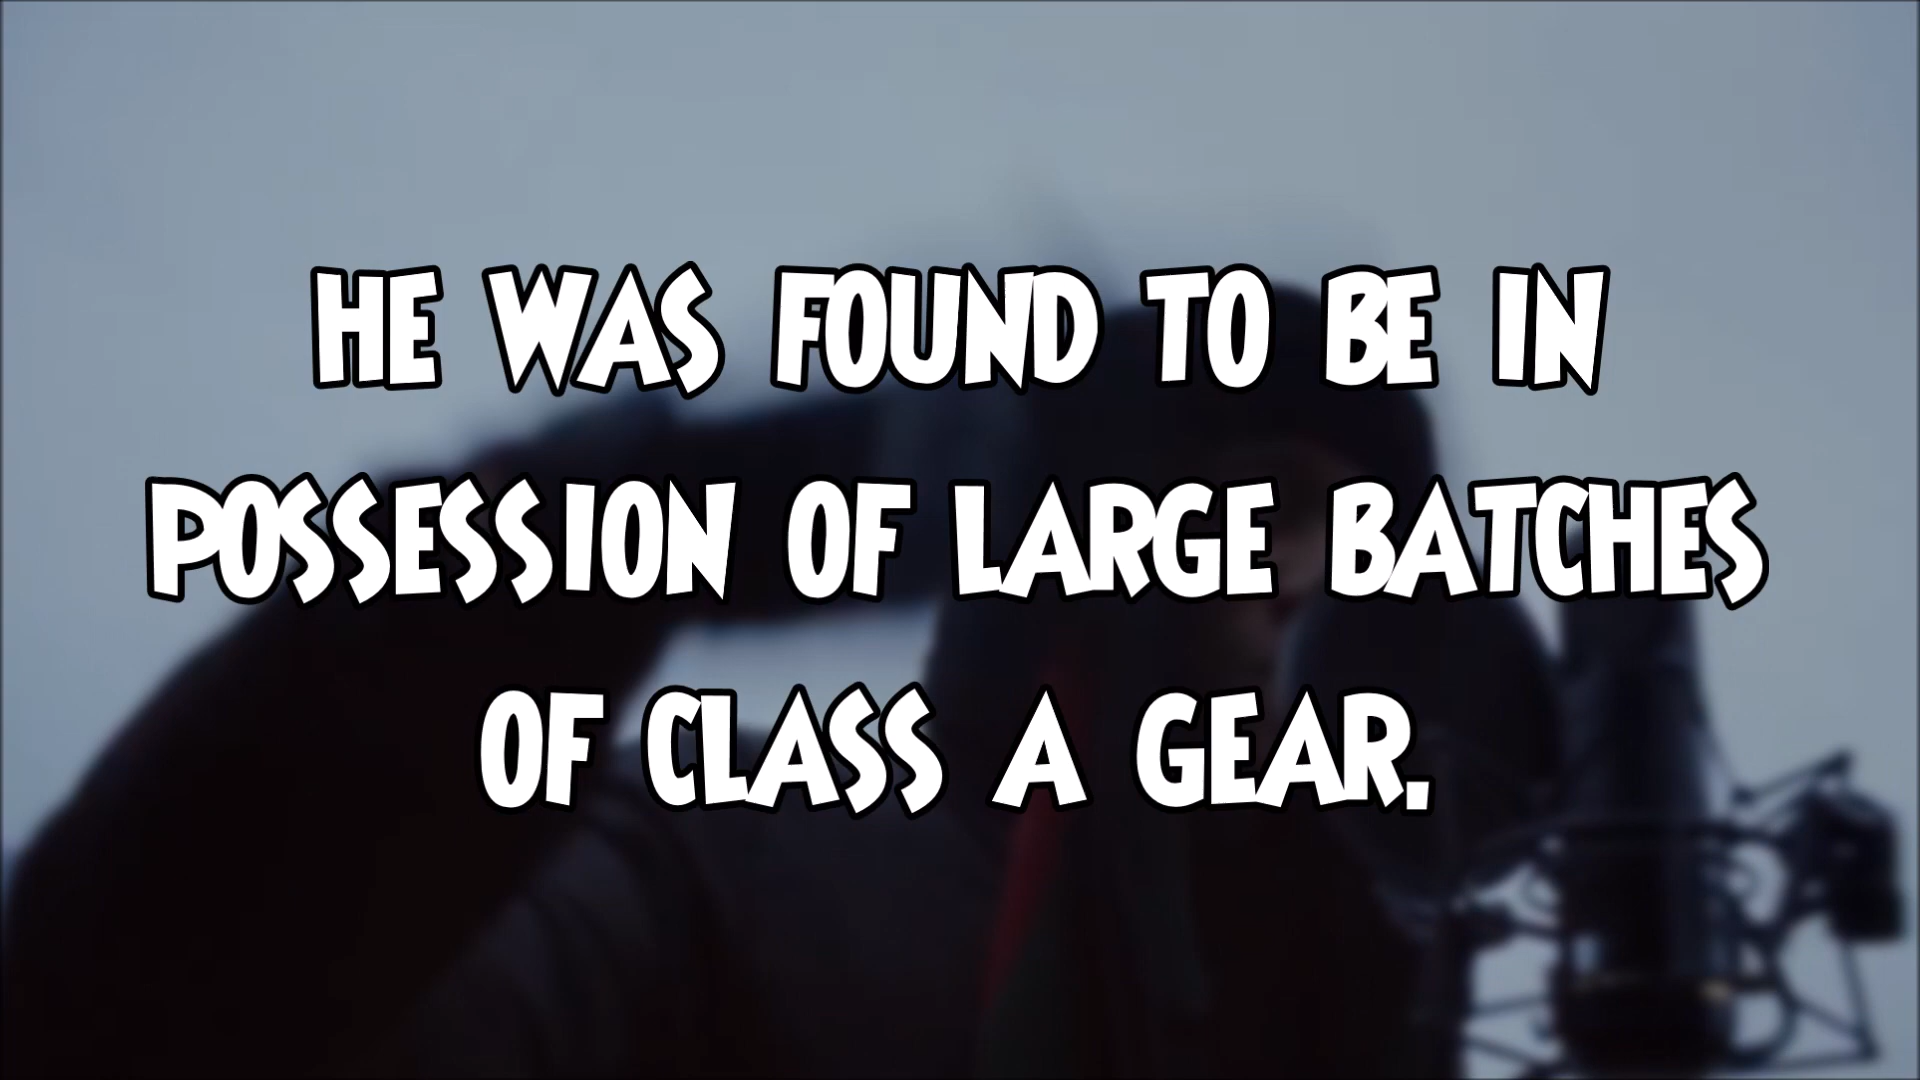 HE WAS FOUND TO BE IN
POSSESSION OF LARGE BATCHES
OF CLASS A GEAR.